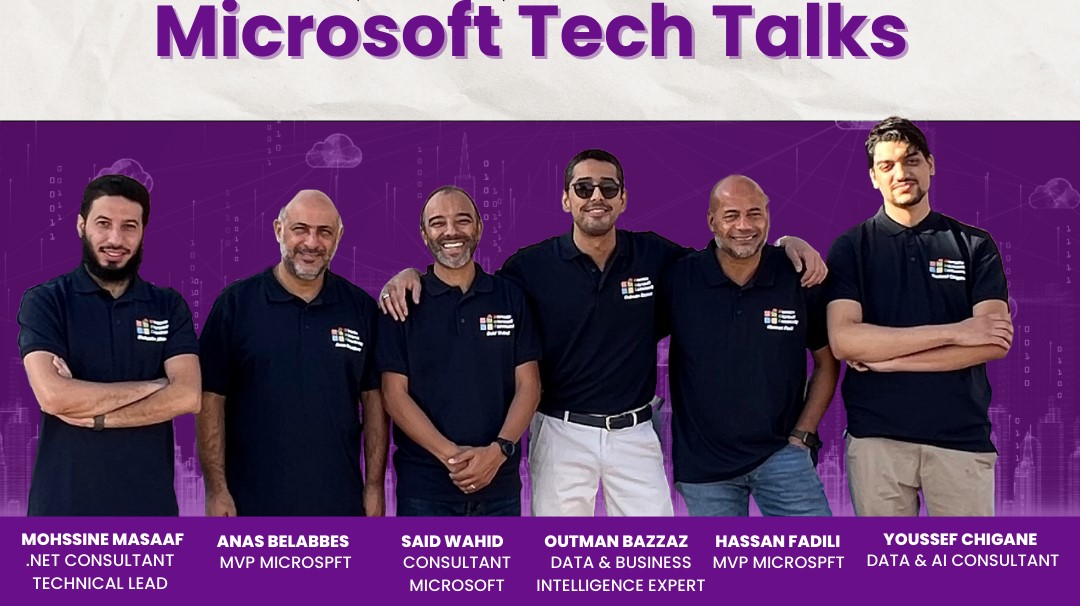 Microsoft Tech Talks
MOHSSINE MASAAF
.NET CONSULTANT
TECHNICAL LEAD
ANAS BELABBES
MVP MICROSPFT
SAID WAHID
CONSULTANT
MICROSOFT
OUTMAN BAZZAZ
DATA & BUSINESS
INTELLIGENCE EXPERT
HASSAN FADILI
MVP MICROSPFT
YOUSSEF CHIGANE
DATA & AI CONSULTANT